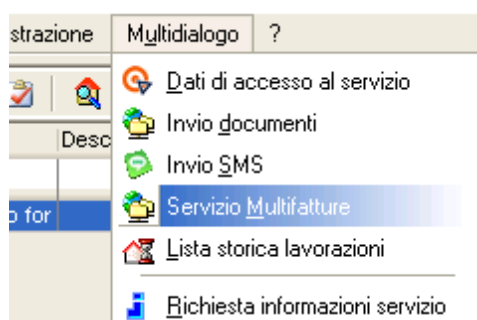 strazione Multidialogo ?
Dati di accesso al servizio
Desc Invio documenti
Invio SMS
o for Servizio Multifatture
Lista storica lavorazioni
Richiesta informazioni servizio